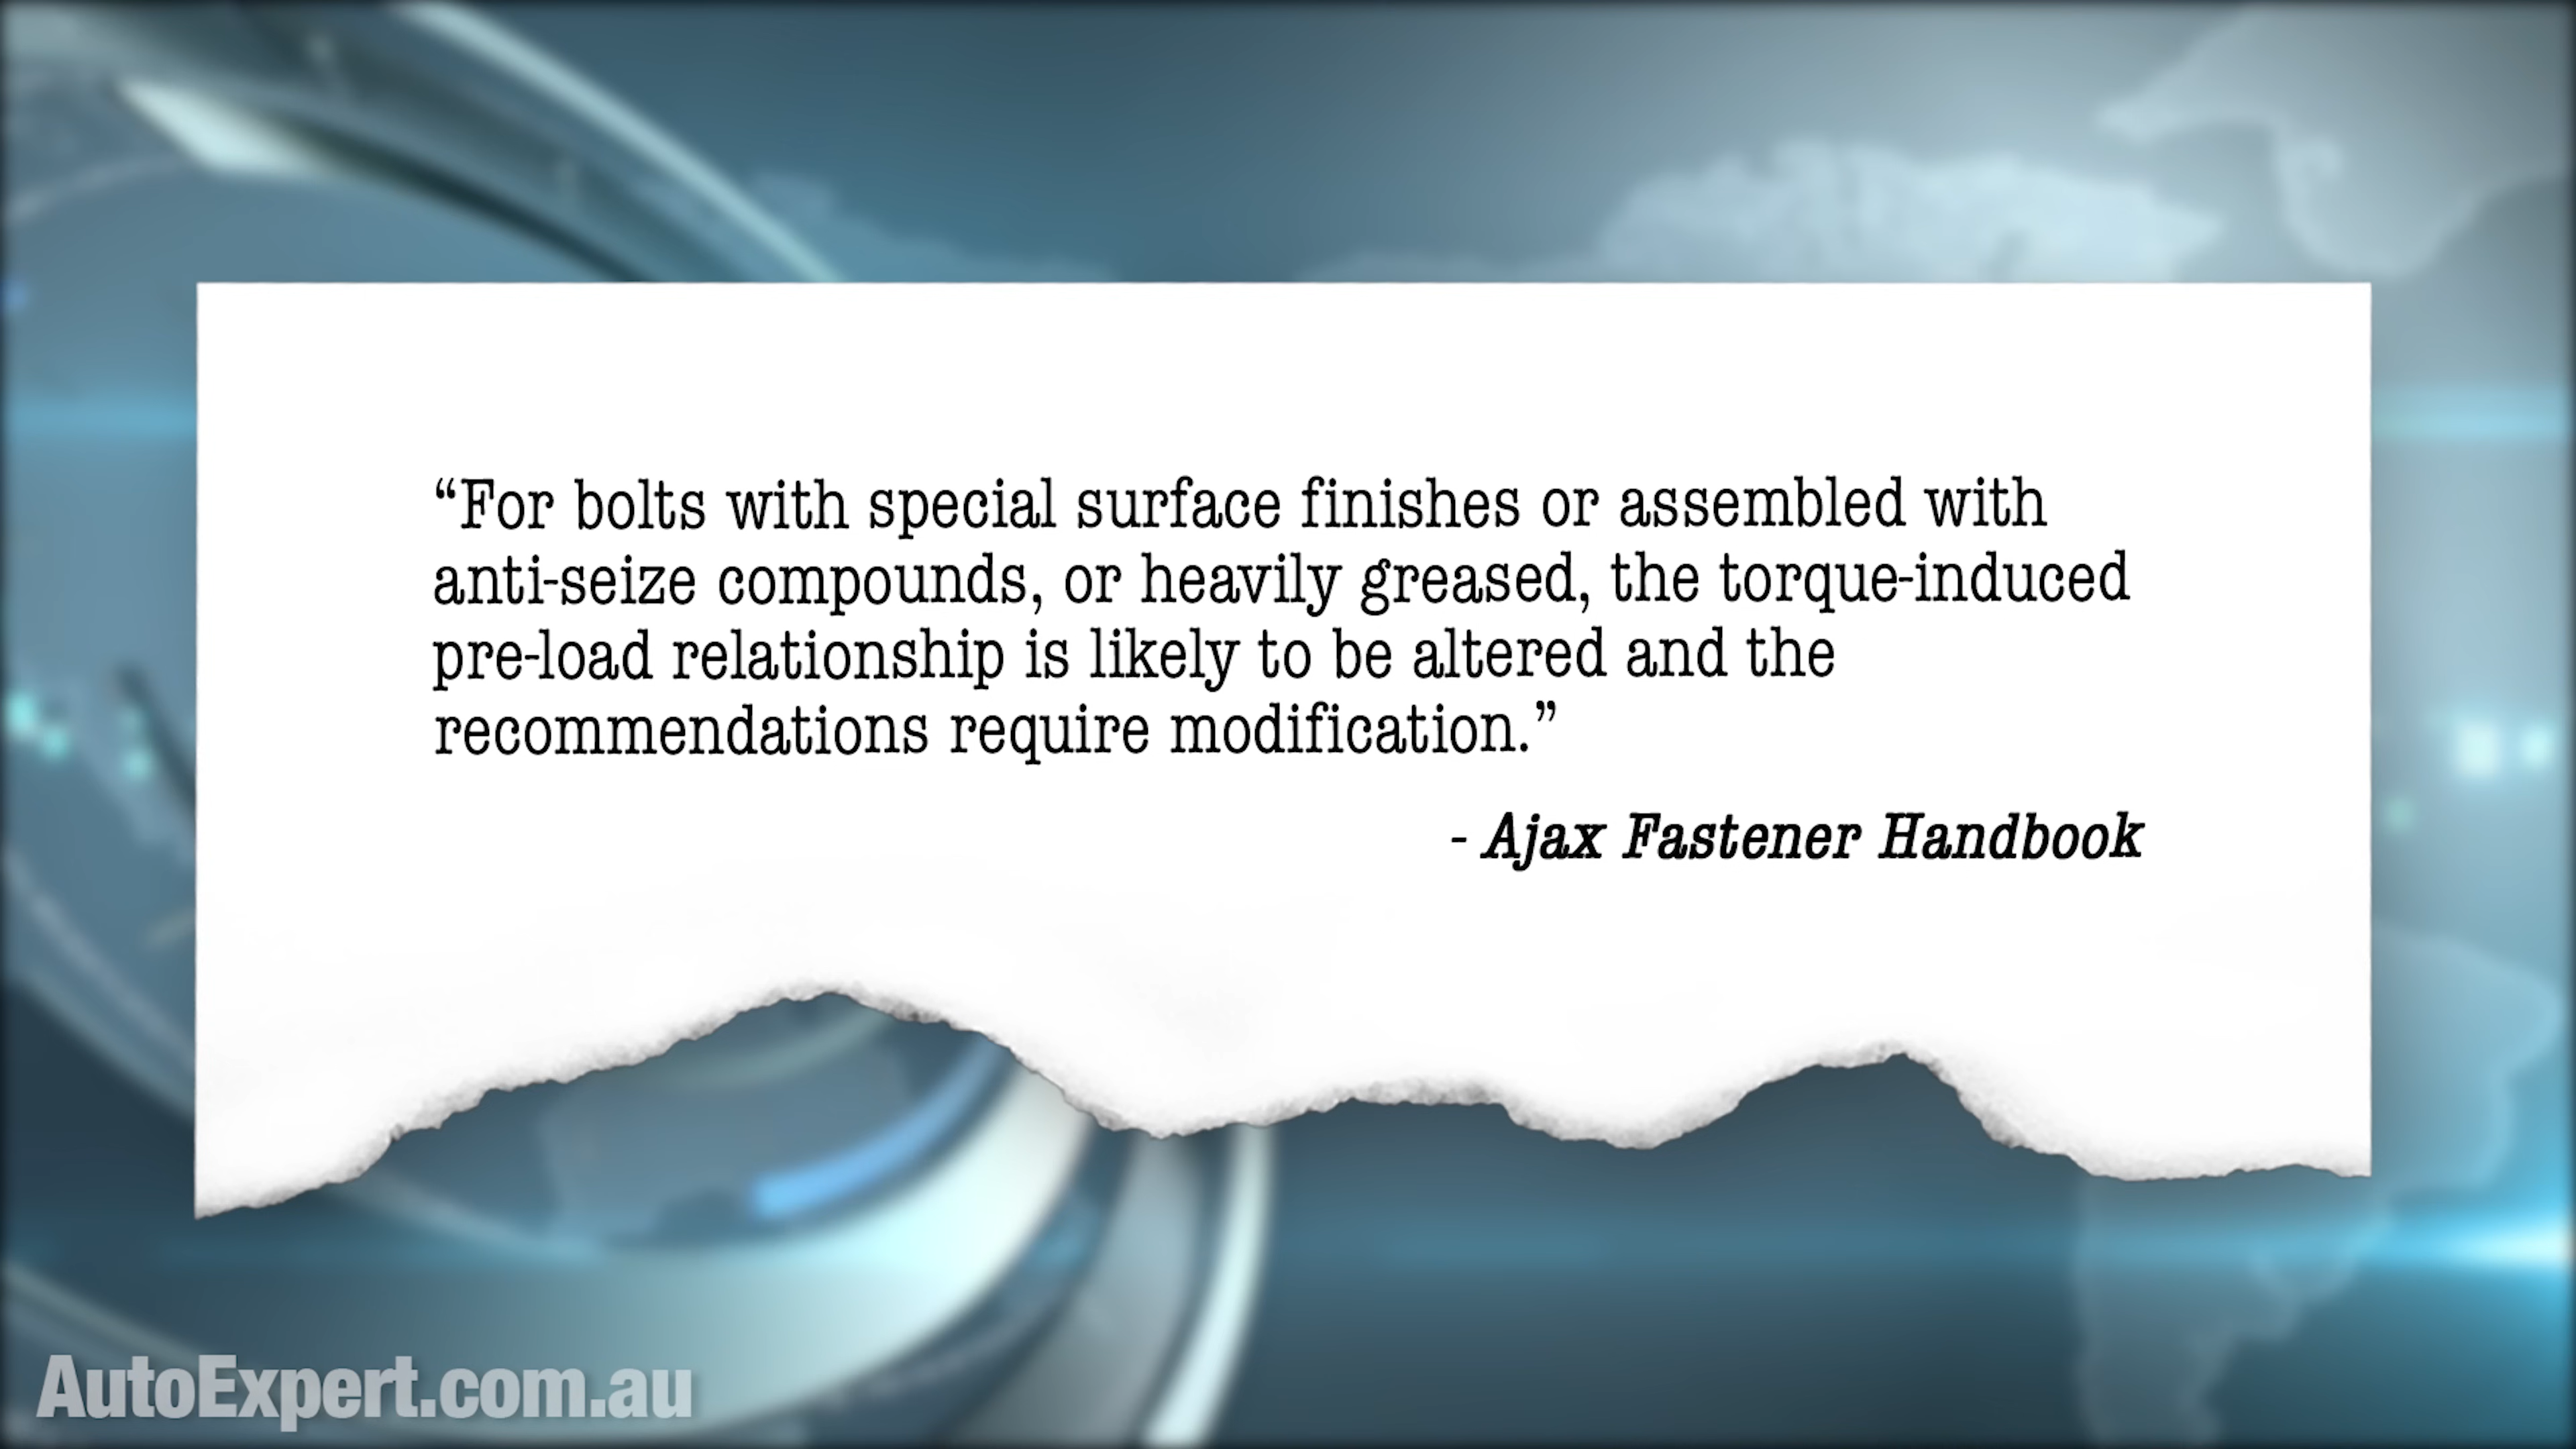 “For bolts with special surface finishes or assembled with
anti-seize compounds, or heavily greased, the torque-induced
pre-load relationship is likely to be altered and the
recommendations require modification.”
- Ajax Fastener Handbook
AutoExpert.com.au